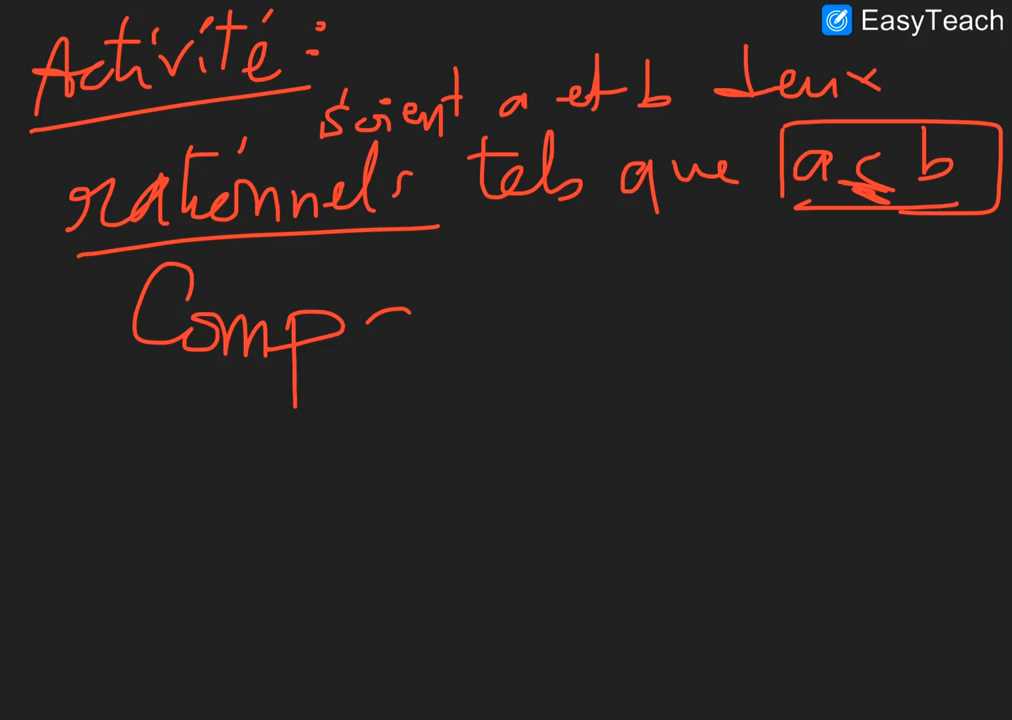 EasyTeach
Activité :
soient a et b deux
rationnels tels que a < b
Comp